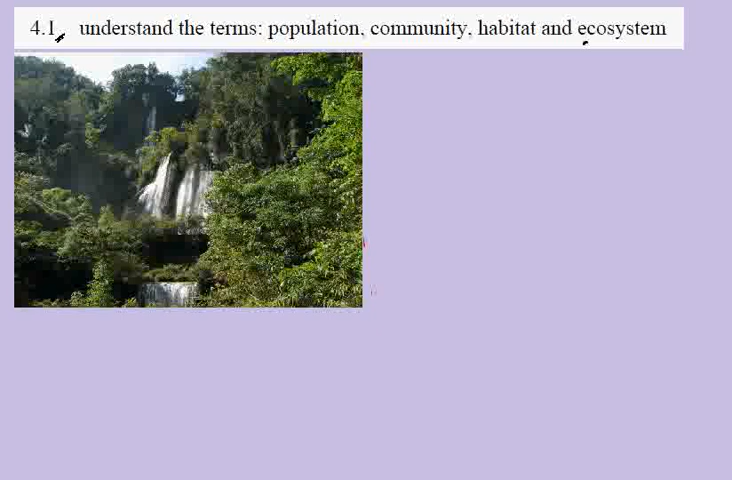 4.1 understand the terms: population, community, habitat and ecosystem